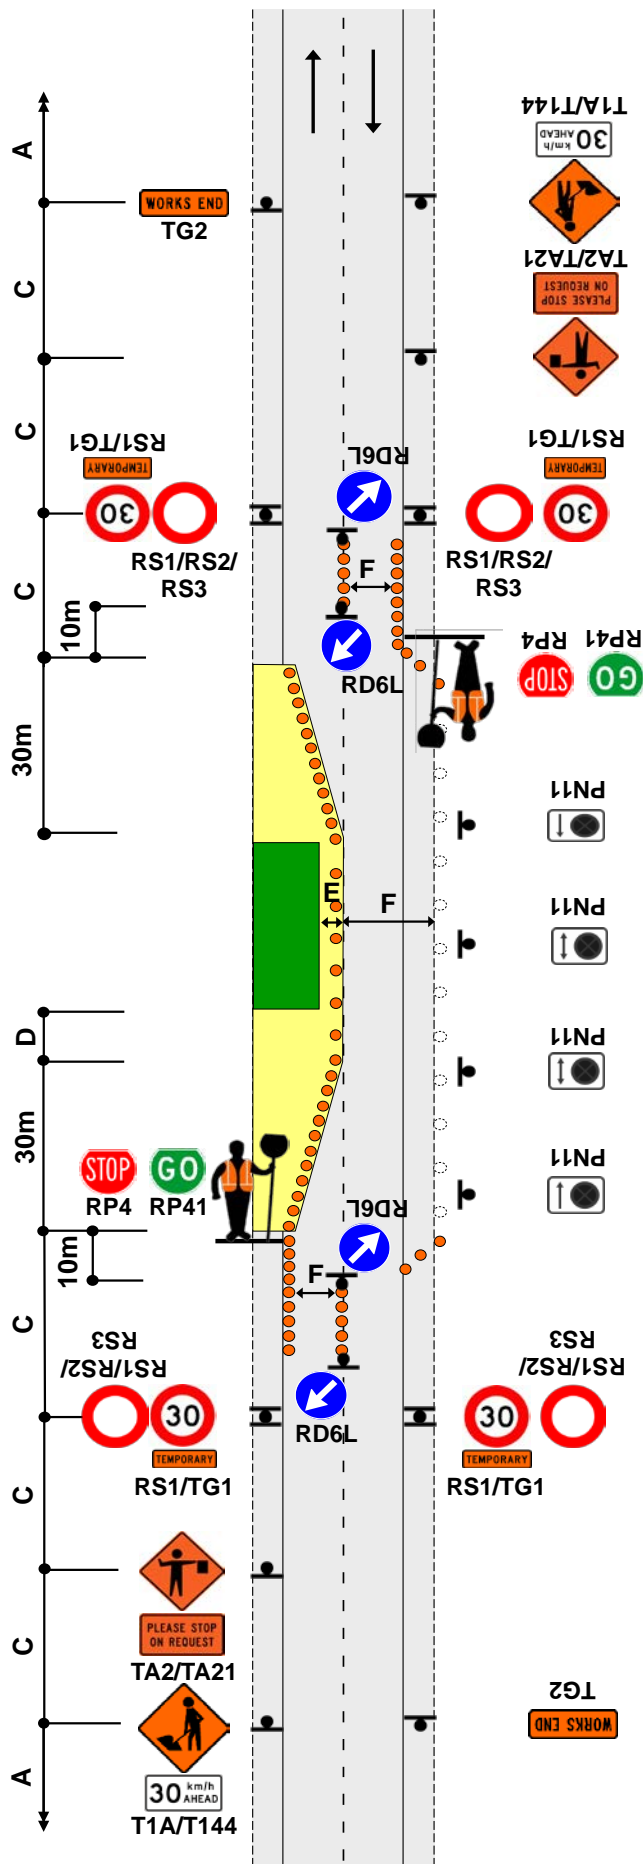 T1A/T144
A
30 km/h AHEAD
WORKS END
TG2
TA2/TA21
C
PLEASE STOP
ON REQUEST
C
RS1/TG1
RD6L
RS1/TG1
TEMPORARY
TEMPORARY
30
30
RS1/RS2/
RS3
RS1/RS2/
RS3
C
F
10m
RP4
RP41
STOP
GO
RD6L
30m
PN11
E
F
PN11
D
PN11
30m
STOP
GO
PN11
RP4
RP41
RD6L
10m
F
C
RS1/RS2/
RS3
RS1/RS2/
RS3
30
30
RD6L
TEMPORARY
TEMPORARY
RS1/TG1
RS1/TG1
C
PLEASE STOP
ON REQUEST
C
TA2/TA21
TG2
WORKS END
A
30 km/h AHEAD
T1A/T144